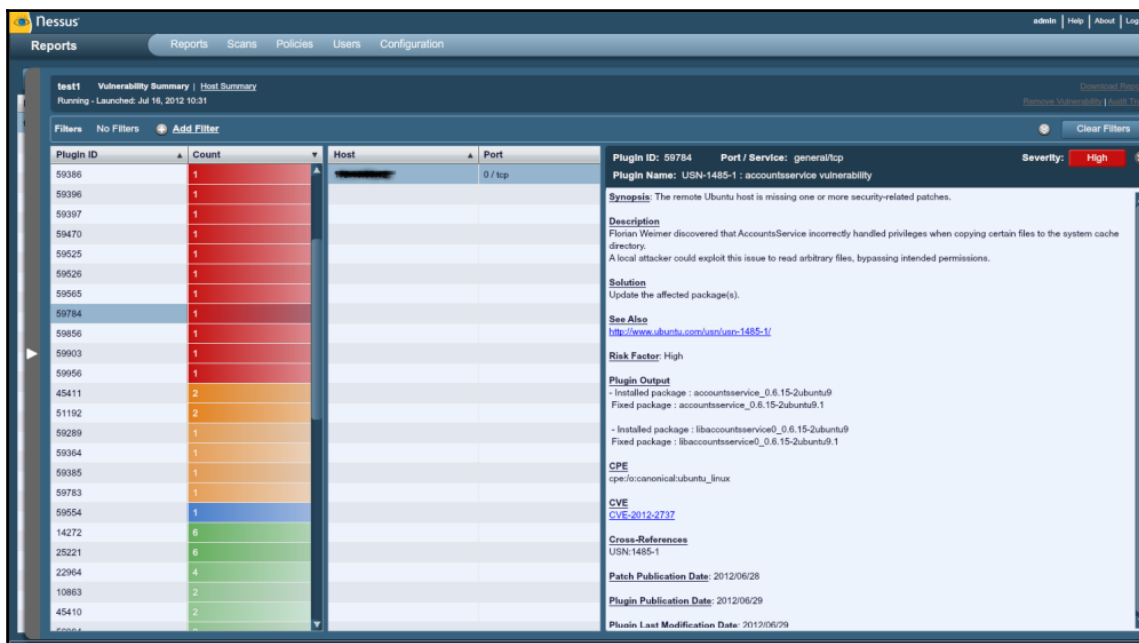 Nessus
admin | Help | About | Log
Reports
Reports Scans Policies Users Configuration
test1 Vulnerability Summary | Host Summary
Running - Launched: Jul 16, 2012 10:31
Download Repo
Remove Vulnerability | Audit Tr
Filters No Filters Add Filter
Clear Filters
Plugin ID Count
59386 1
59396 1
59397 1
59470 1
59525 1
59526 1
59565 1
59784 1
59856 1
59903 1
59956 1
45411 2
51192 2
59289 1
59364 1
59385 1
59783 1
59554 1
14272 6
25221 6
22964 4
10863 2
45410 2
Host Port
0 / tcp
Plugin ID: 59784 Port / Service: general/tcp Severity: High
Plugin Name: USN-1485-1 : accountsservice vulnerability
Synopsis: The remote Ubuntu host is missing one or more security-related patches.
Description
Florian Weimer discovered that AccountsService incorrectly handled privileges when copying certain files to the system cache
directory.
A local attacker could exploit this issue to read arbitrary files, bypassing intended permissions.
Solution
Update the affected package(s).
See Also
http://www.ubuntu.com/usn/usn-1485-1/
Risk Factor: High
Plugin Output
- Installed package : accountsservice_0.6.15-2ubuntu9
Fixed package : accountsservice_0.6.15-2ubuntu9.1
- Installed package : libaccountsservice0_0.6.15-2ubuntu9
Fixed package : libaccountsservice0_0.6.15-2ubuntu9.1
CPE
cpe:/o:canonical:ubuntu_linux
CVE
CVE-2012-2737
Cross-References
USN:1485-1
Patch Publication Date: 2012/06/28
Plugin Publication Date: 2012/06/29
Plugin Last Modification Date: 2012/06/29